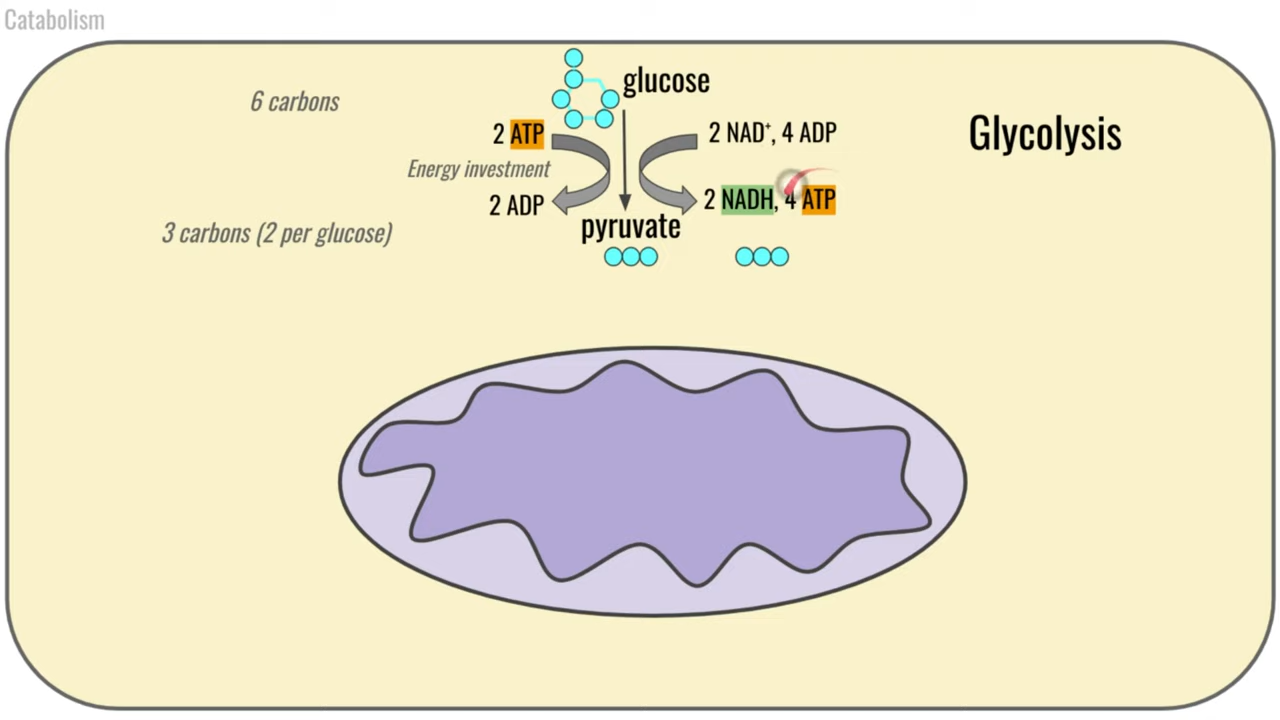 Catabolism
6 carbons
glucose
Glycolysis
2 ATP
2 NAD⁺, 4 ADP
Energy investment
2 ADP
2 NADH, 4 ATP
pyruvate
3 carbons (2 per glucose)